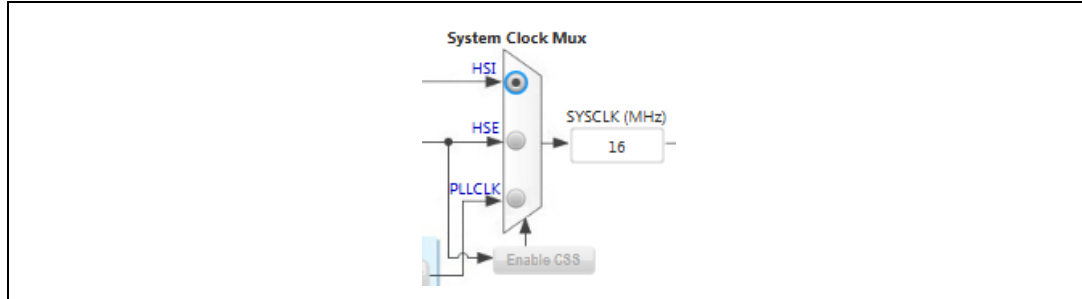 System Clock Mux
HSI
HSE
SYSCLK (MHz)
16
PLLCLK
Enable CSS